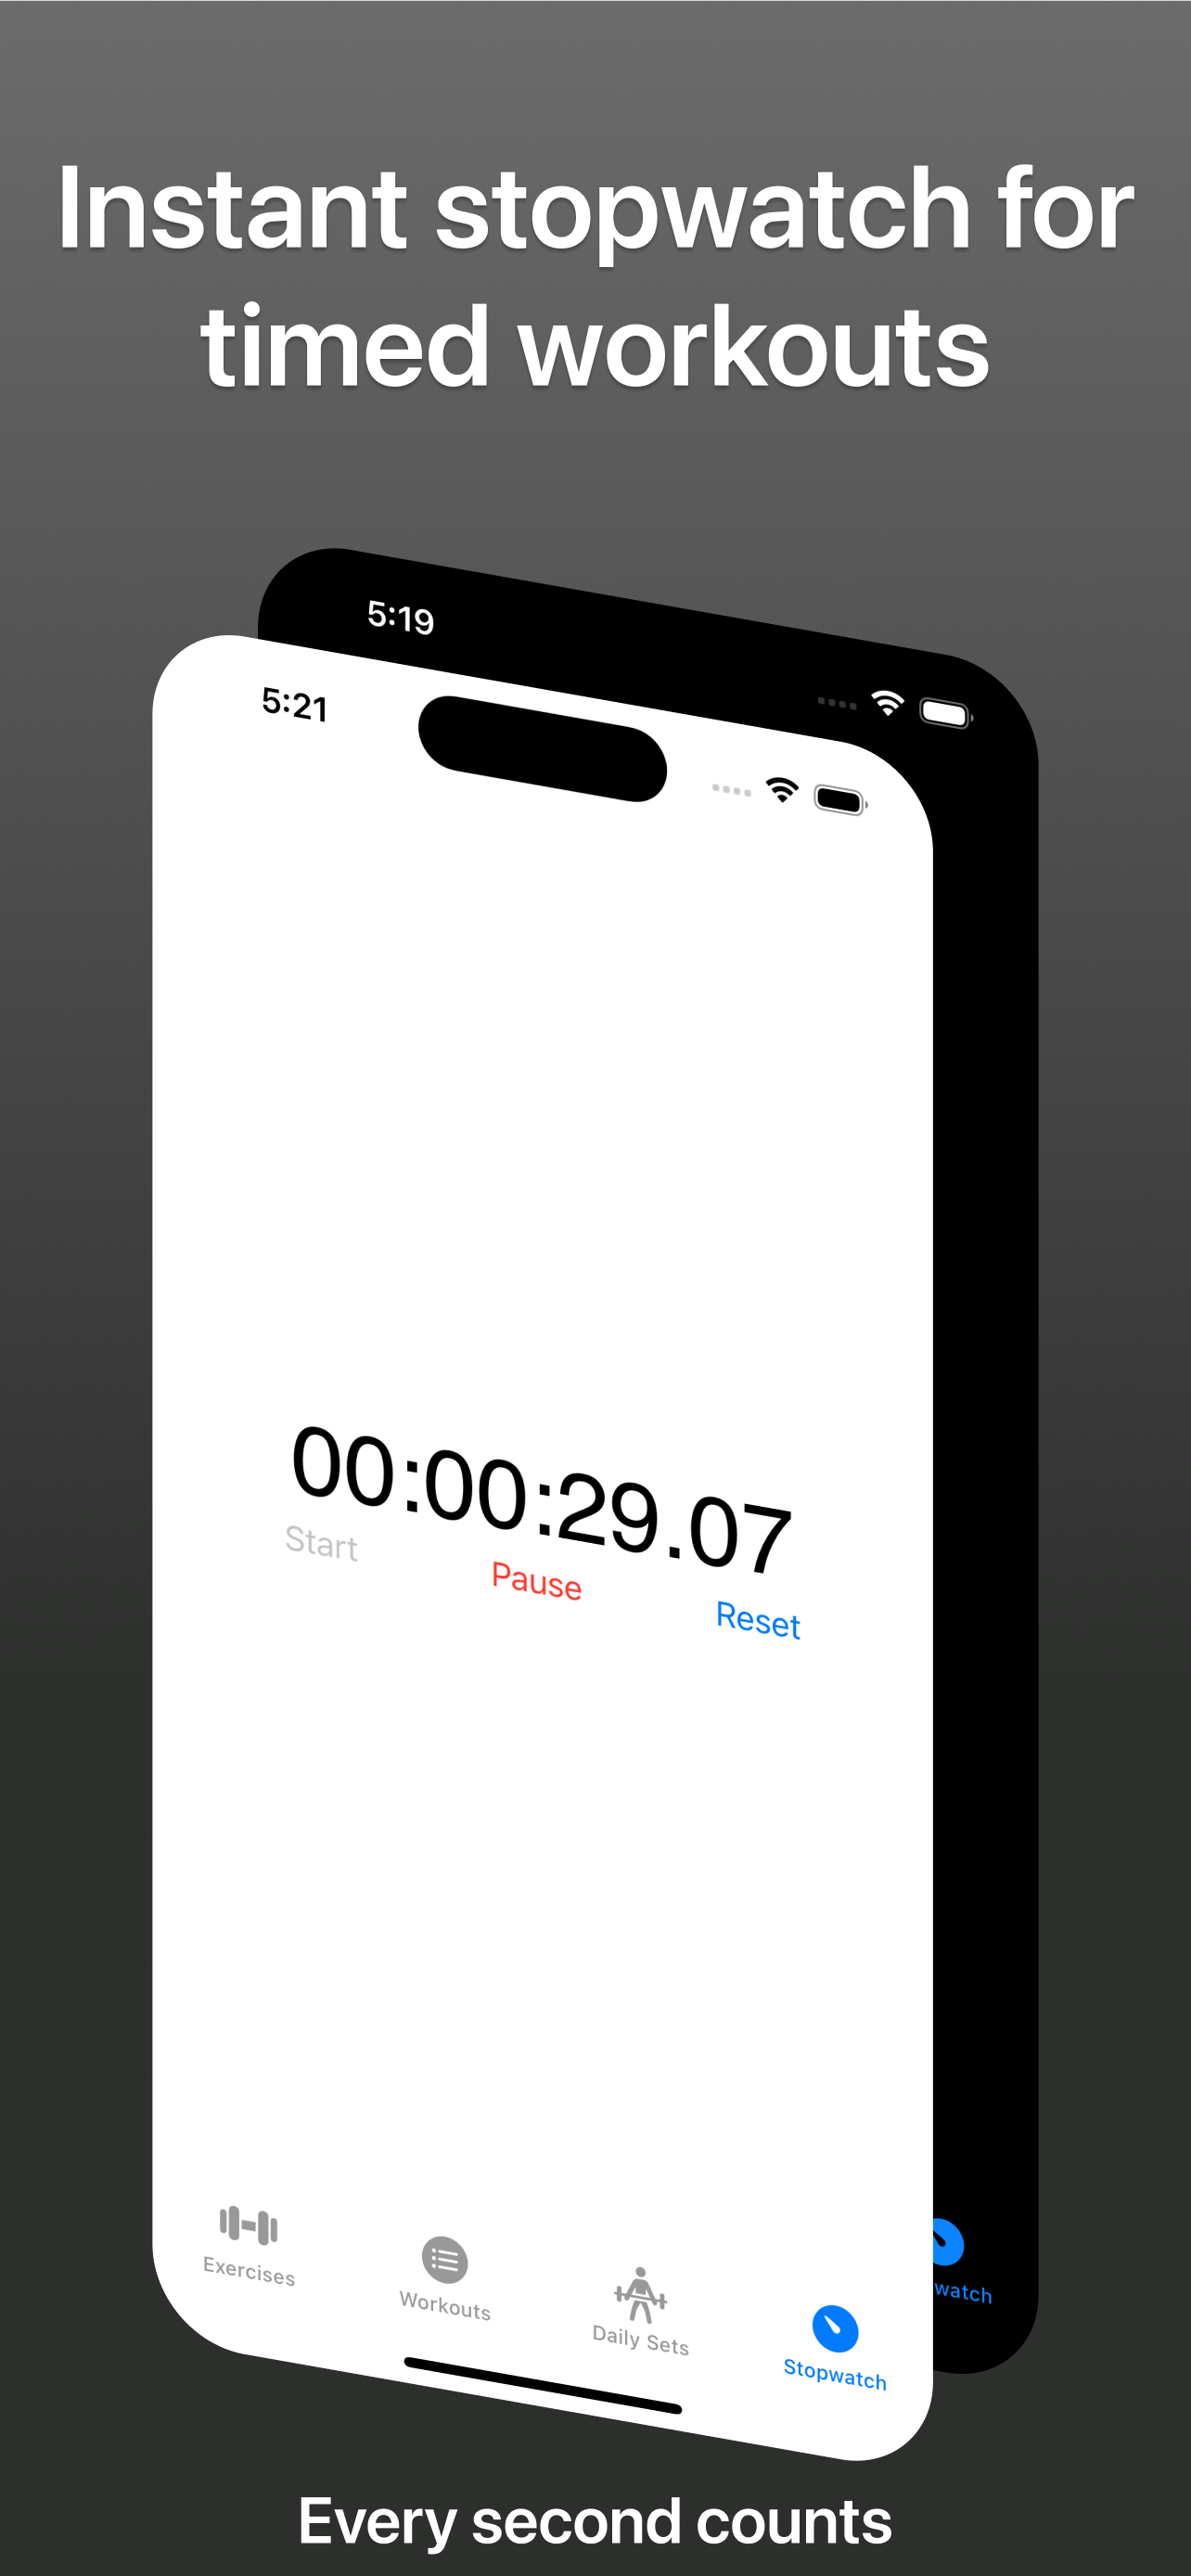 Instant stopwatch for
timed workouts
5:19
5:21
00:00:29.07
Start
Pause
Reset
Exercises
Workouts
Daily Sets
Stopwatch
watch
Every second counts